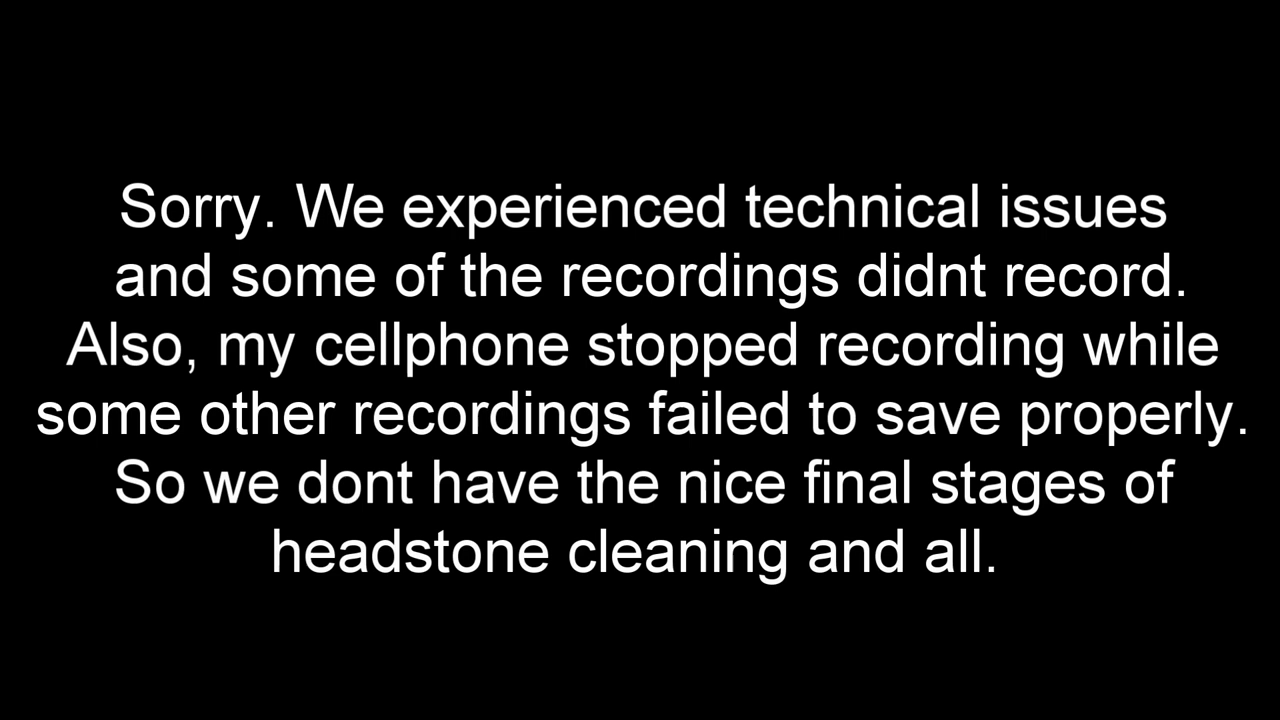 Sorry. We experienced technical issues
and some of the recordings didnt record.
Also, my cellphone stopped recording while
some other recordings failed to save properly.
So we dont have the nice final stages of
headstone cleaning and all.